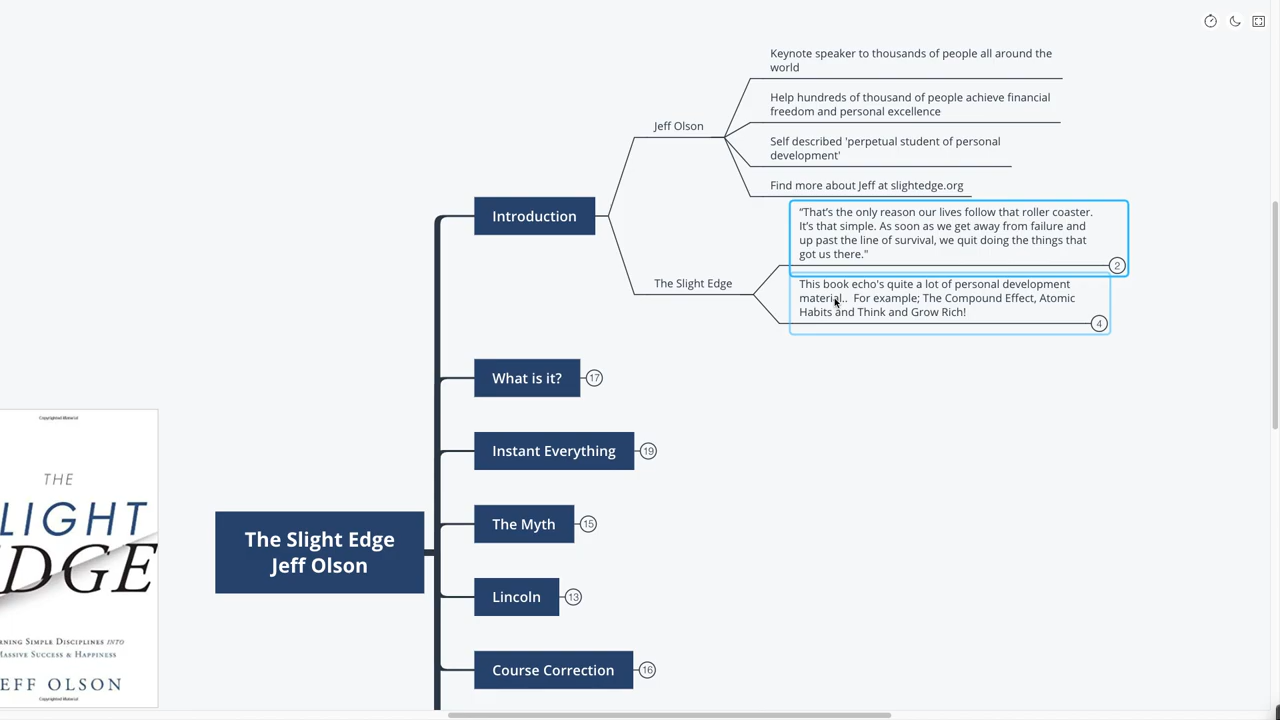 Keynote speaker to thousands of people all around the
world
Help hundreds of thousand of people achieve financial
freedom and personal excellence
Jeff Olson
Self described 'perpetual student of personal
development'
Find more about Jeff at slightedge.org
Introduction
“That's the only reason our lives follow that roller coaster.
It's that simple. As soon as we get away from failure and
up past the line of survival, we quit doing the things that
got us there."
2
The Slight Edge
This book echo's quite a lot of personal development
material.. For example; The Compound Effect, Atomic
Habits and Think and Grow Rich!
4
What is it?
17
Instant Everything
19
The Myth
15
The Slight Edge
Jeff Olson
Lincoln
13
Course Correction
16
Copyrighted Material
THE
LIGHT
EDGE
RNING SIMPLE DISCIPLINES INTO
MASSIVE SUCCESS & HAPPINESS
JEFF OLSON
Copyrighted Material